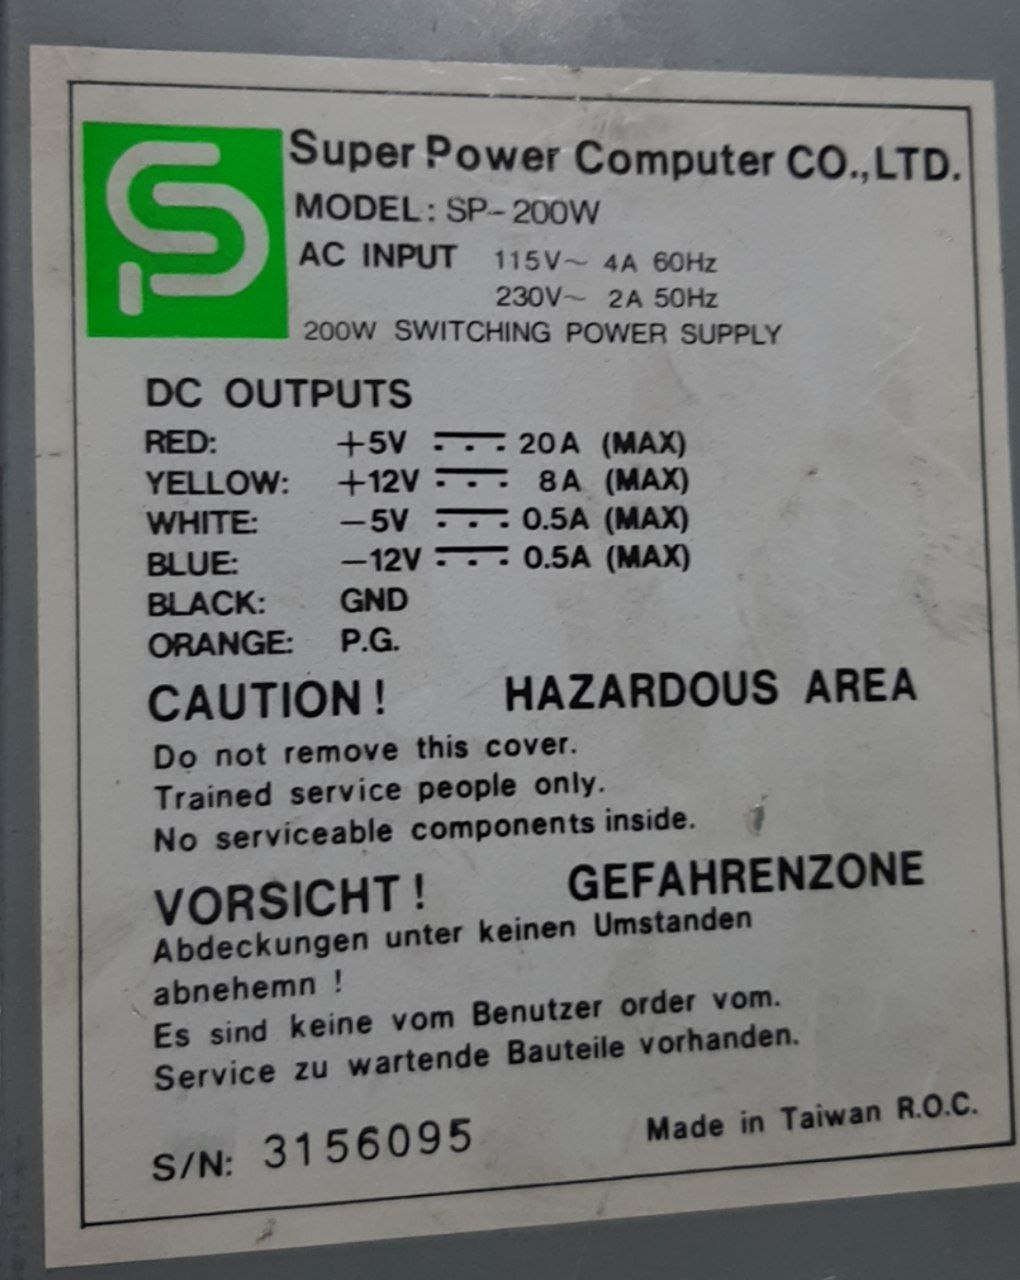 Super Power Computer CO.,LTD.
MODEL: SP-200W
AC INPUT 115V~ 4A 60Hz
230V~ 2A 50Hz
200W SWITCHING POWER SUPPLY
DC OUTPUTS
RED: +5V ⎓ 20A (MAX)
YELLOW: +12V ⎓ 8A (MAX)
WHITE: −5V ⎓ 0.5A (MAX)
BLUE: −12V ⎓ 0.5A (MAX)
BLACK: GND
ORANGE: P.G.
CAUTION! HAZARDOUS AREA
Do not remove this cover.
Trained service people only.
No serviceable components inside.
VORSICHT! GEFAHRENZONE
Abdeckungen unter keinen Umstanden
abnehemn !
Es sind keine vom Benutzer order vom.
Service zu wartende Bauteile vorhanden.
S/N: 3156095 Made in Taiwan R.O.C.